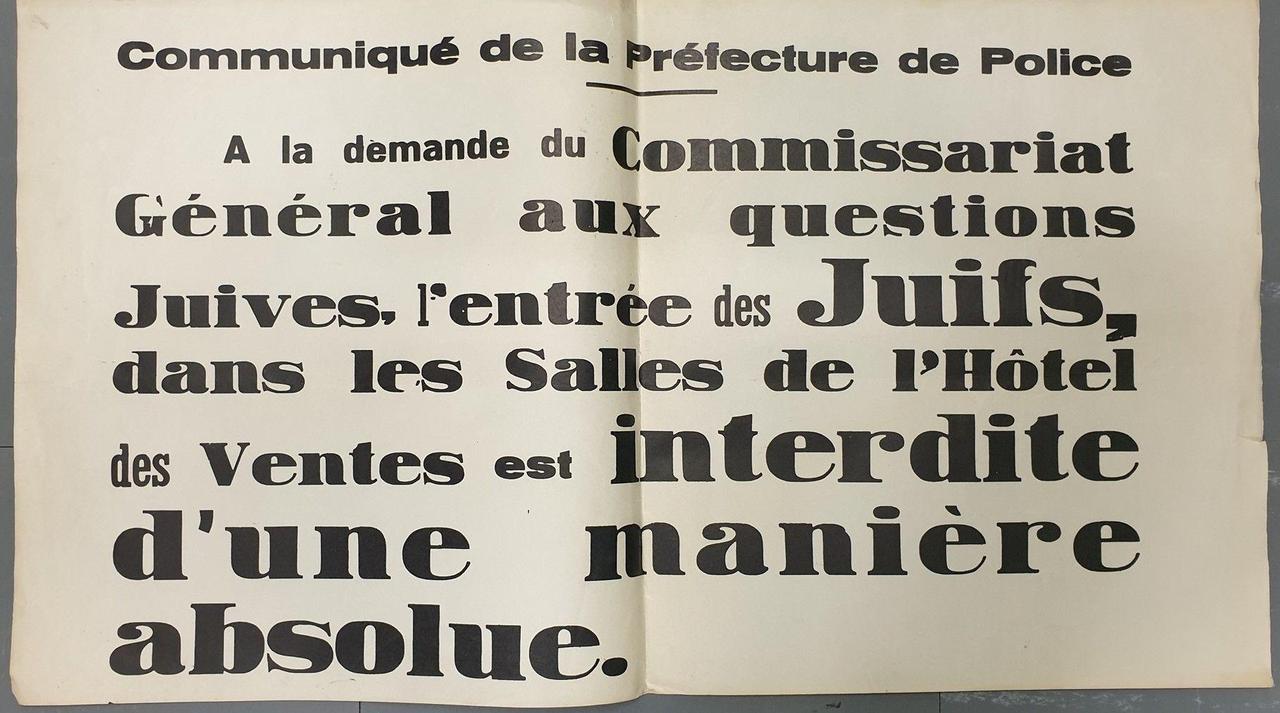 Communiqué de la Préfecture de Police
A la demande du Commissariat
Général aux questions
Juives, l'entrée des Juifs,
dans les Salles de l'Hôtel
des Ventes est interdite
d'une manière
absolue.